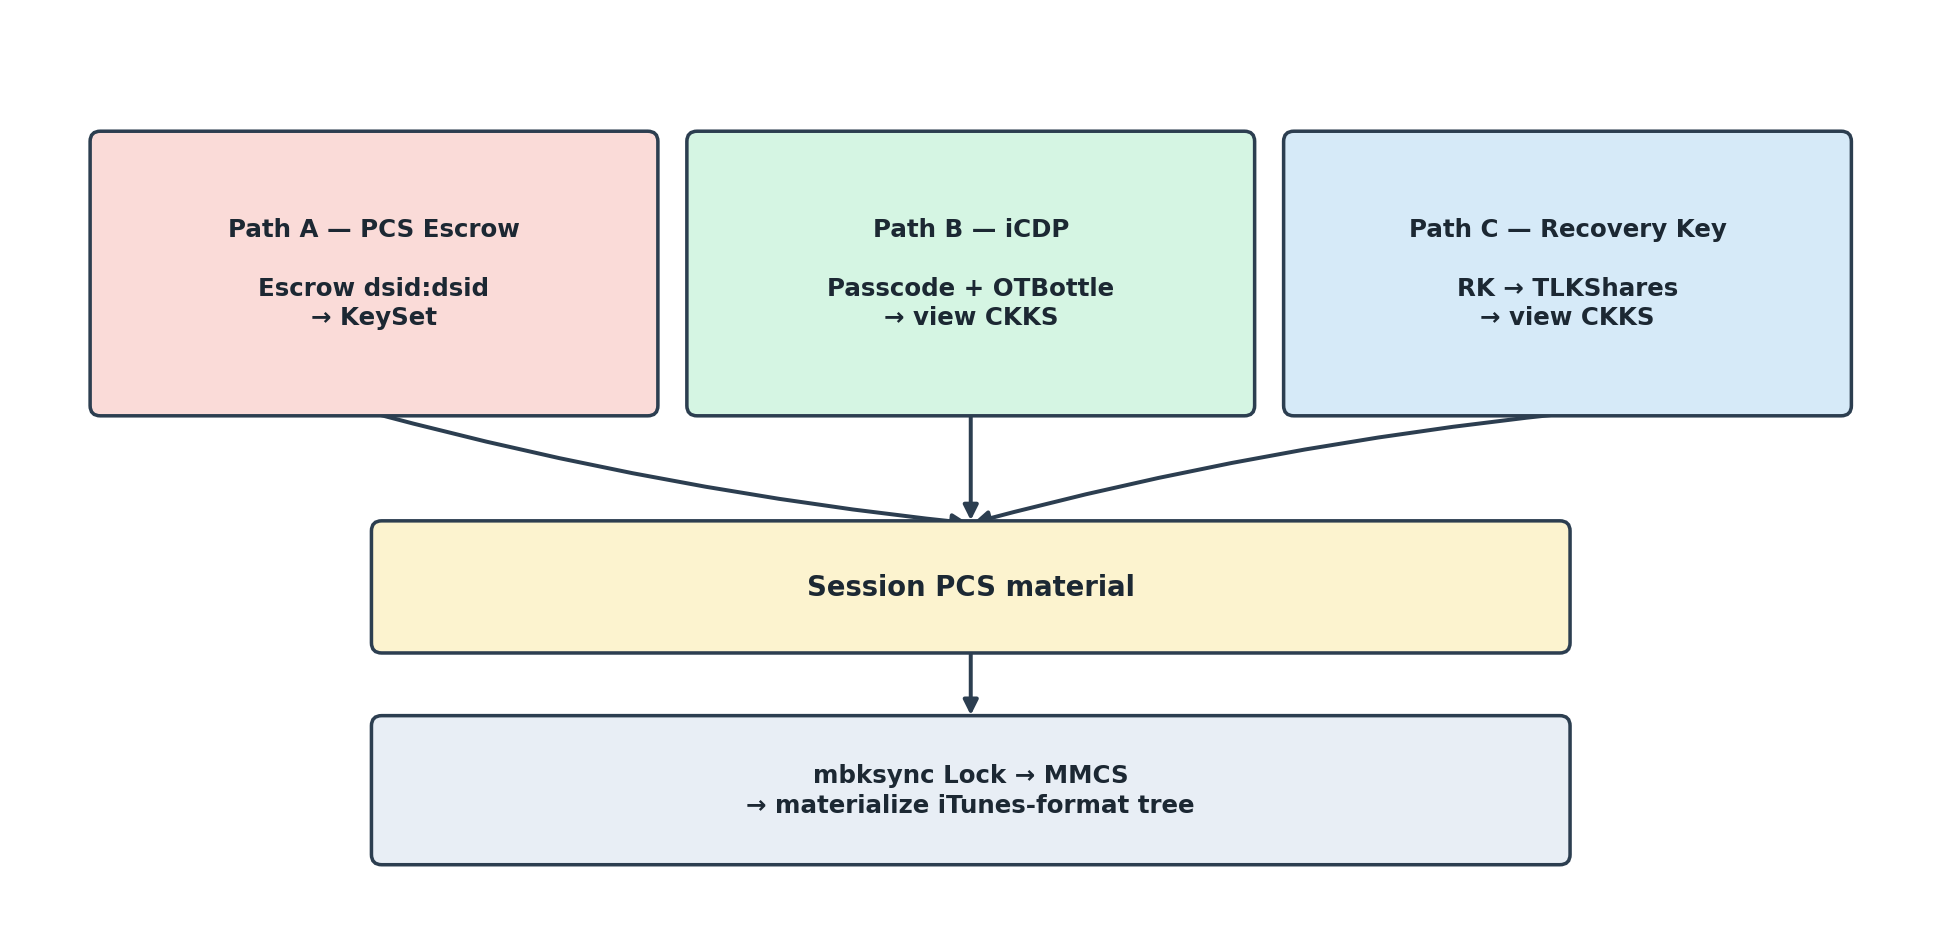 Path A — PCS Escrow
Escrow dsid:dsid
→ KeySet
Path B — iCDP
Passcode + OTBottle
→ view CKKS
Path C — Recovery Key
RK → TLKShares
→ view CKKS
Session PCS material
mbksync Lock → MMCS
→ materialize iTunes-format tree